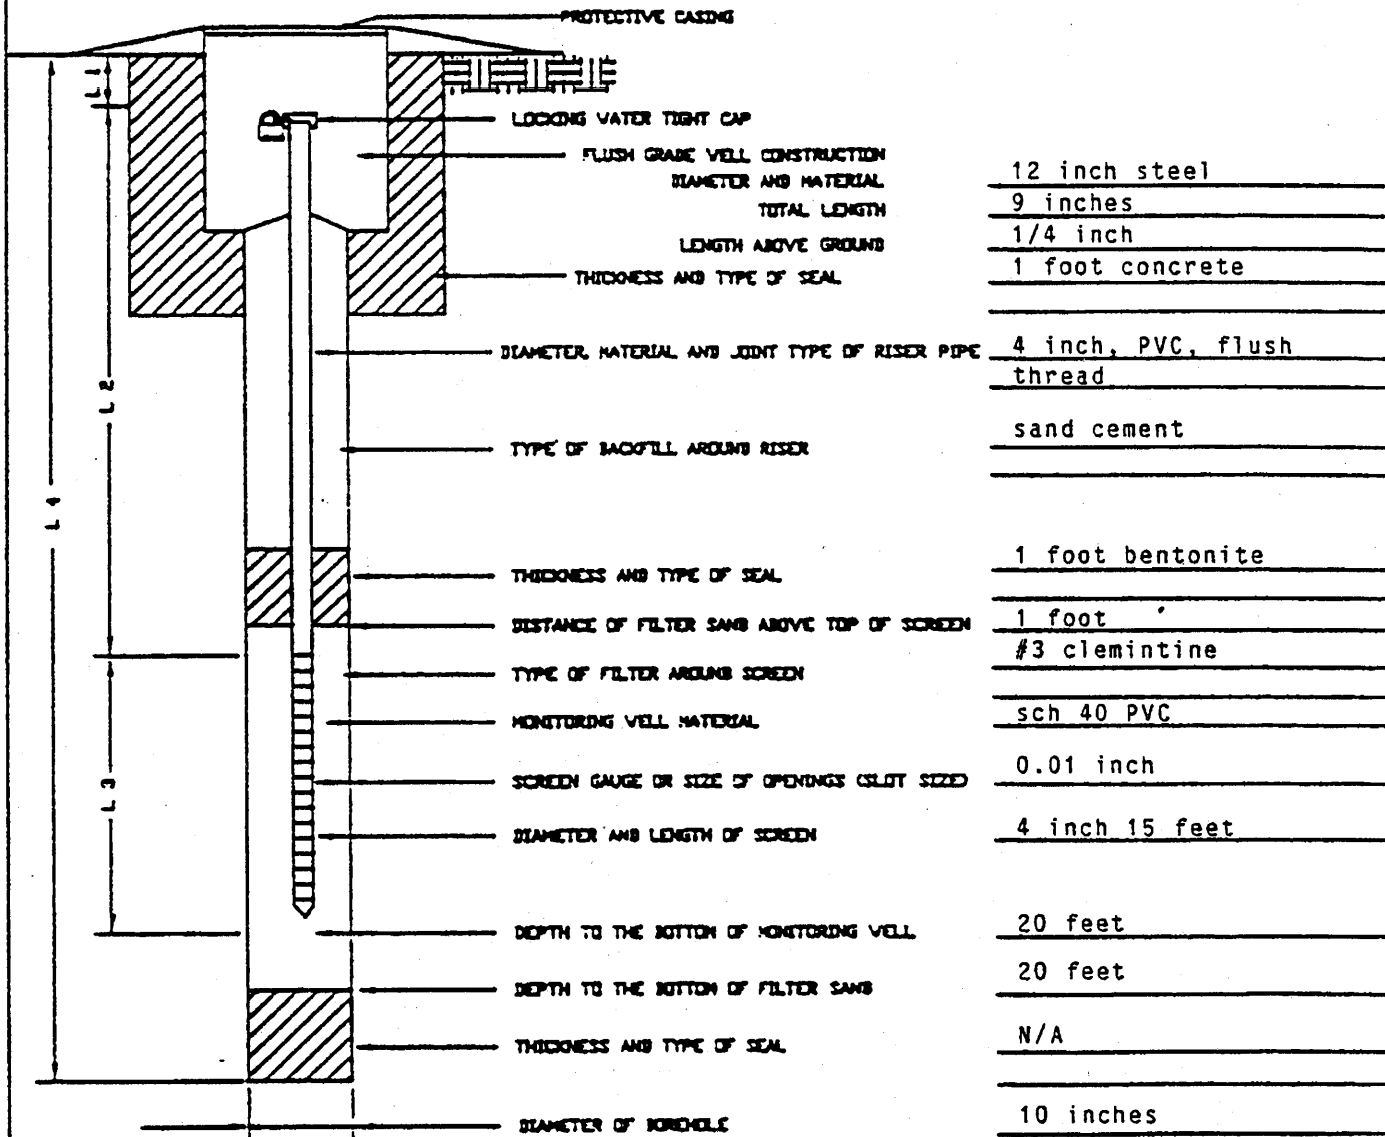 PROTECTIVE CASING
L 1
LOCKING WATER TIGHT CAP
FLUSH GRADE WELL CONSTRUCTION
DIAMETER AND MATERIAL 12 inch steel
TOTAL LENGTH 9 inches
LENGTH ABOVE GROUND 1/4 inch
THICKNESS AND TYPE OF SEAL 1 foot concrete
DIAMETER, MATERIAL AND JOINT TYPE OF RISER PIPE 4 inch, PVC, flush
thread
L 2
TYPE OF BACKFILL AROUND RISER sand cement
L 4
THICKNESS AND TYPE OF SEAL 1 foot bentonite
DISTANCE OF FILTER SAND ABOVE TOP OF SCREEN 1 foot
TYPE OF FILTER AROUND SCREEN #3 clemintine
MONITORING WELL MATERIAL sch 40 PVC
SCREEN GAUGE OR SIZE OF OPENINGS (SLOT SIZE) 0.01 inch
L 3
DIAMETER AND LENGTH OF SCREEN 4 inch 15 feet
DEPTH TO THE BOTTOM OF MONITORING WELL 20 feet
DEPTH TO THE BOTTOM OF FILTER SAND 20 feet
THICKNESS AND TYPE OF SEAL N/A
DIAMETER OF BOREHOLE 10 inches